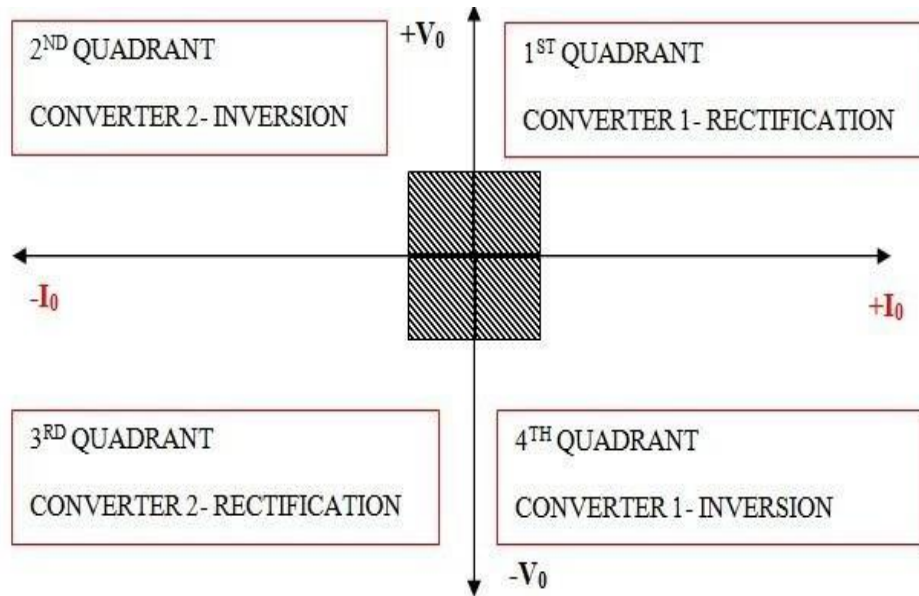 2ND QUADRANT
CONVERTER 2- INVERSION
+V0
1ST QUADRANT
CONVERTER 1- RECTIFICATION
-I0
+I0
3RD QUADRANT
CONVERTER 2- RECTIFICATION
4TH QUADRANT
CONVERTER 1- INVERSION
-V0